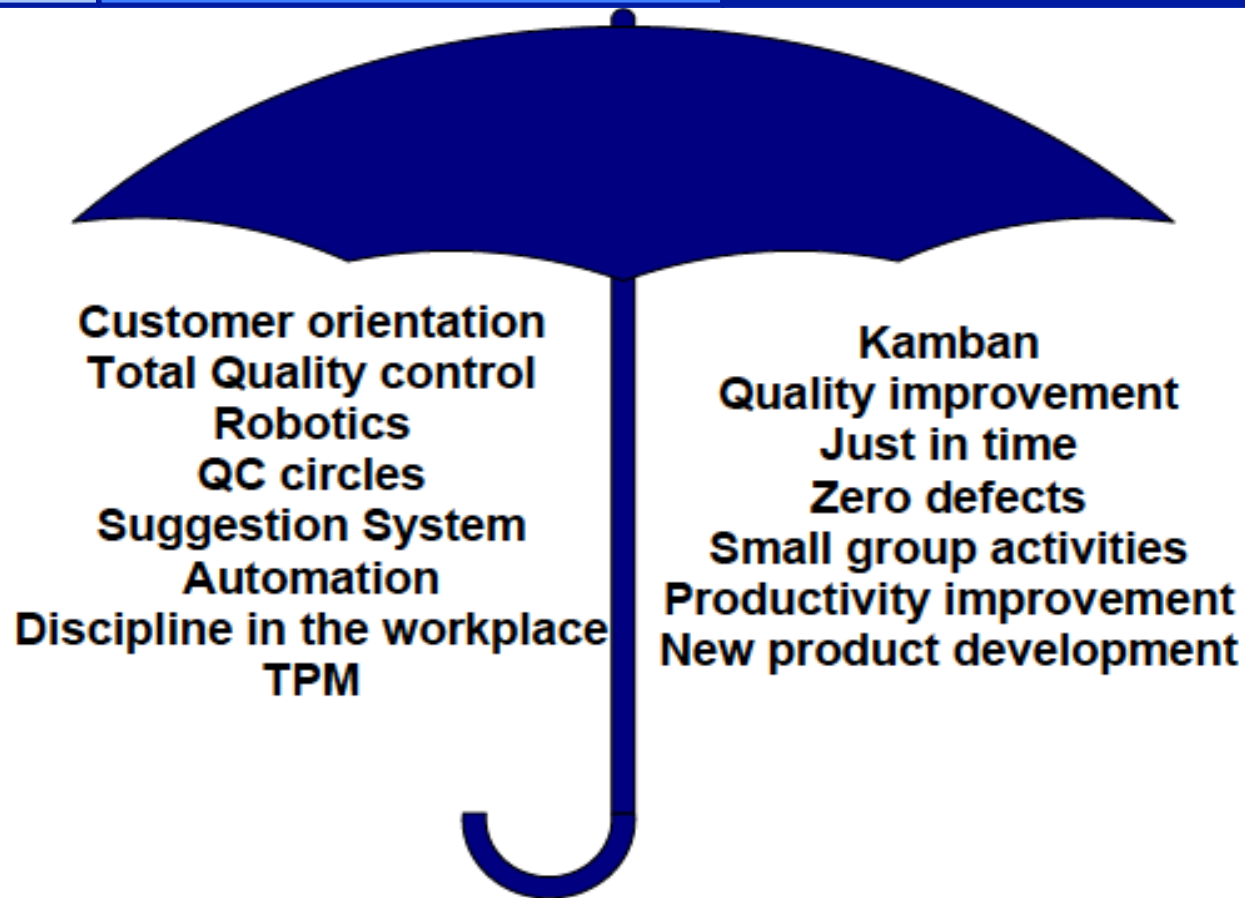 Customer orientation
Total Quality control
Robotics
QC circles
Suggestion System
Automation
Discipline in the workplace
TPM
Kamban
Quality improvement
Just in time
Zero defects
Small group activities
Productivity improvement
New product development